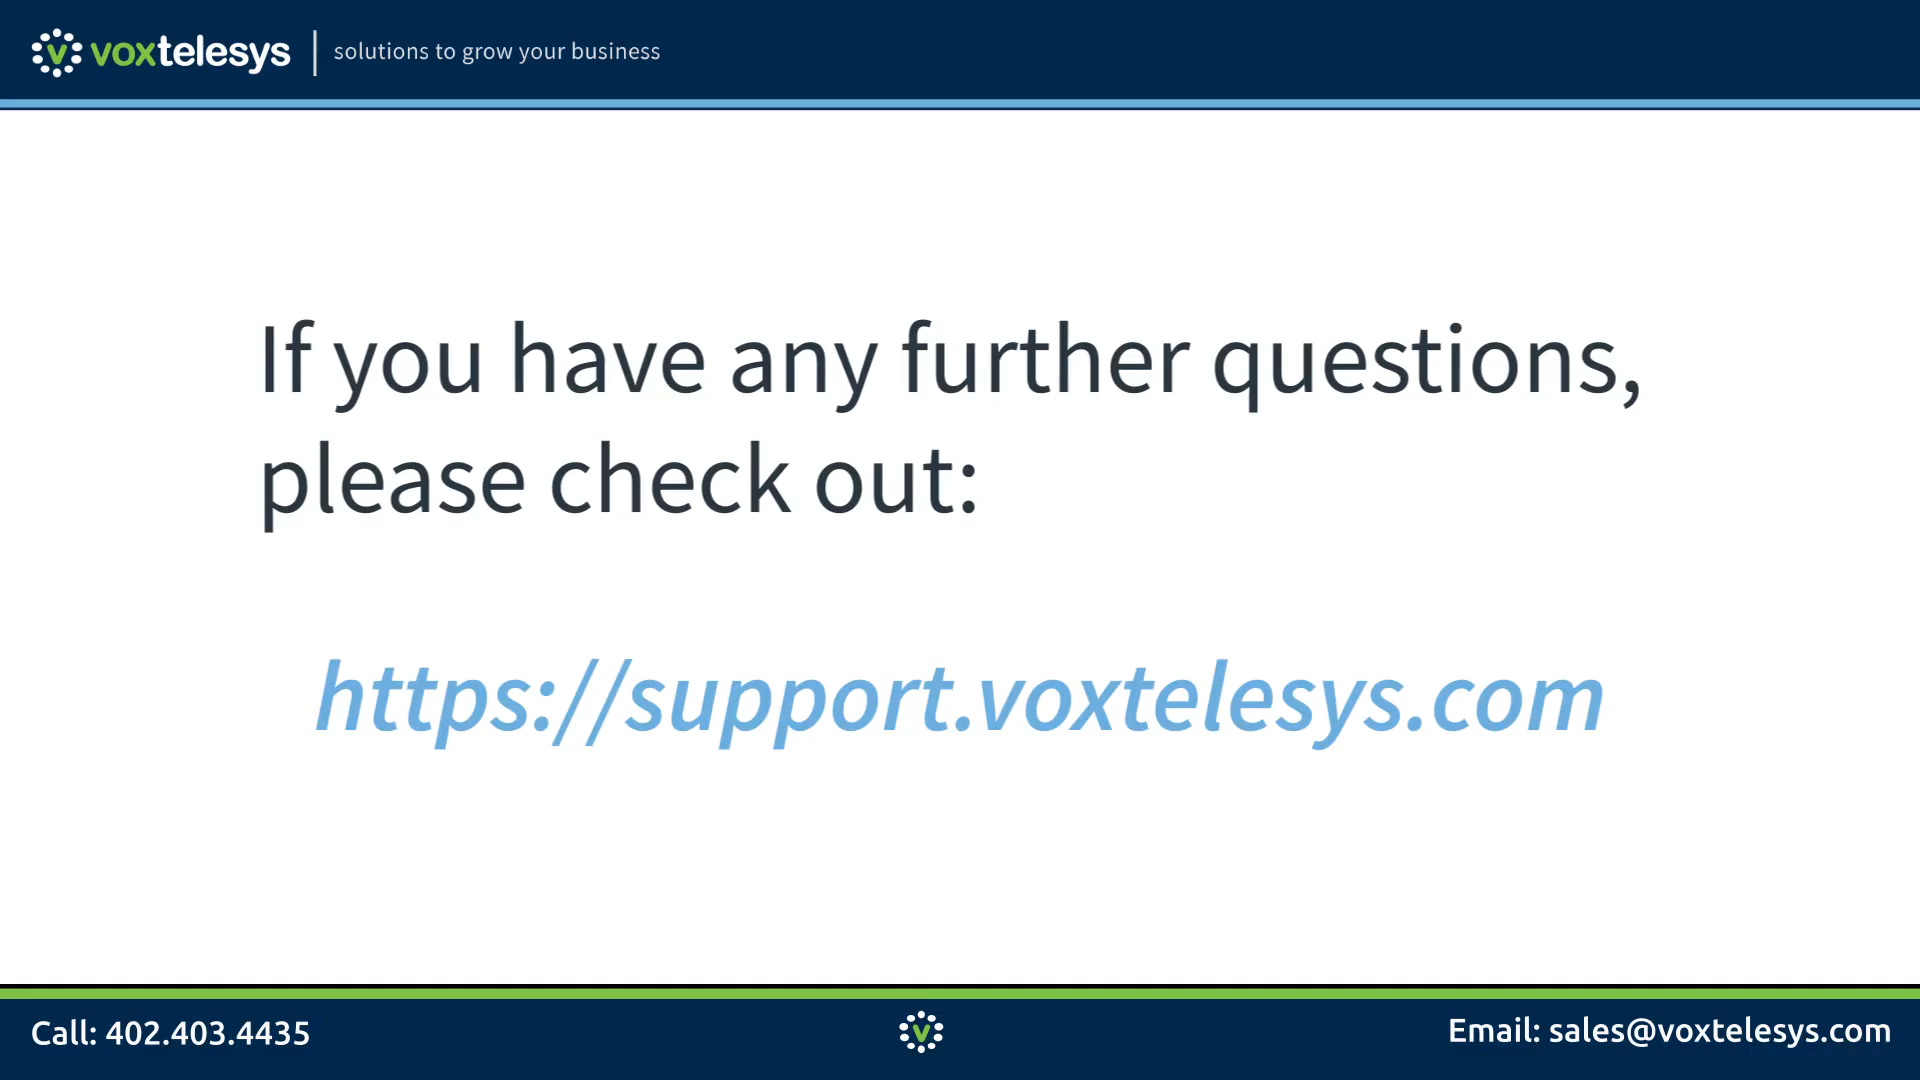 voxtelesys | solutions to grow your business
If you have any further questions,
please check out:
https://support.voxtelesys.com
Call: 402.403.4435
v
Email: sales@voxtelesys.com